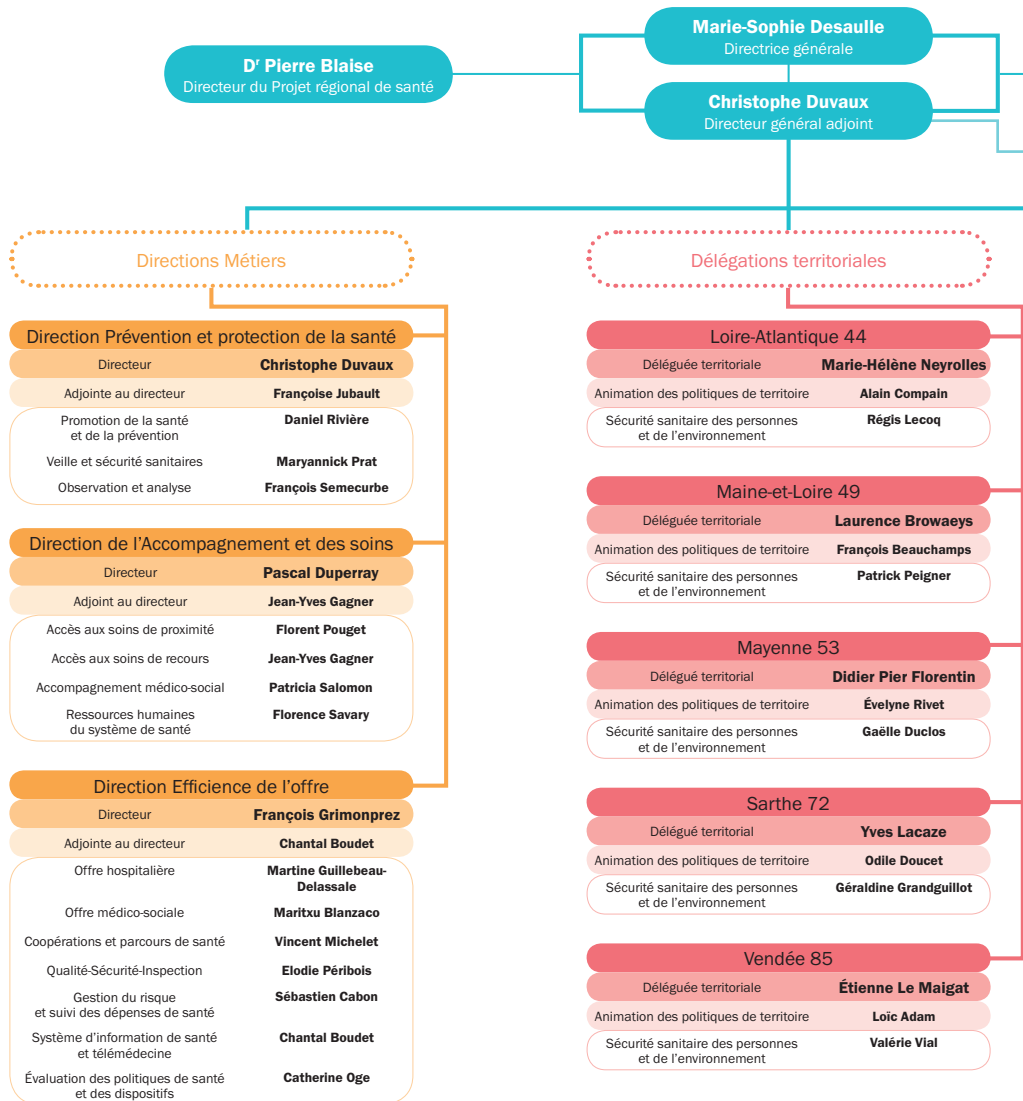 Marie-Sophie Desaulle
Directrice générale
Dr Pierre Blaise
Directeur du Projet régional de santé
Christophe Duvaux
Directeur général adjoint
Directions Métiers
Direction Prévention et protection de la santé
Directeur Christophe Duvaux
Adjointe au directeur Françoise Jubault
Promotion de la santé Daniel Rivière
et de la prévention
Veille et sécurité sanitaires Maryannick Prat
Observation et analyse François Semecurbe
Direction de l'Accompagnement et des soins
Directeur Pascal Duperray
Adjoint au directeur Jean-Yves Gagner
Accès aux soins de proximité Florent Pouget
Accès aux soins de recours Jean-Yves Gagner
Accompagnement médico-social Patricia Salomon
Ressources humaines Florence Savary
du système de santé
Direction Efficience de l'offre
Directeur François Grimonprez
Adjointe au directeur Chantal Boudet
Offre hospitalière Martine Guillebeau-
Delassale
Offre médico-sociale Maritxu Blanzaco
Coopérations et parcours de santé Vincent Michelet
Qualité-Sécurité-Inspection Elodie Péribois
Gestion du risque Sébastien Cabon
et suivi des dépenses de santé
Système d'information de santé Chantal Boudet
et télémédecine
Évaluation des politiques de santé Catherine Oge
et des dispositifs
Délégations territoriales
Loire-Atlantique 44
Déléguée territoriale Marie-Hélène Neyrolles
Animation des politiques de territoire Alain Compain
Sécurité sanitaire des personnes Régis Lecoq
et de l'environnement
Maine-et-Loire 49
Déléguée territoriale Laurence Browaeys
Animation des politiques de territoire François Beauchamps
Sécurité sanitaire des personnes Patrick Peigner
et de l'environnement
Mayenne 53
Délégué territorial Didier Pier Florentin
Animation des politiques de territoire Évelyne Rivet
Sécurité sanitaire des personnes Gaëlle Duclos
et de l'environnement
Sarthe 72
Délégué territorial Yves Lacaze
Animation des politiques de territoire Odile Doucet
Sécurité sanitaire des personnes Géraldine Grandguillot
et de l'environnement
Vendée 85
Déléguée territoriale Étienne Le Maigat
Animation des politiques de territoire Loïc Adam
Sécurité sanitaire des personnes Valérie Vial
et de l'environnement